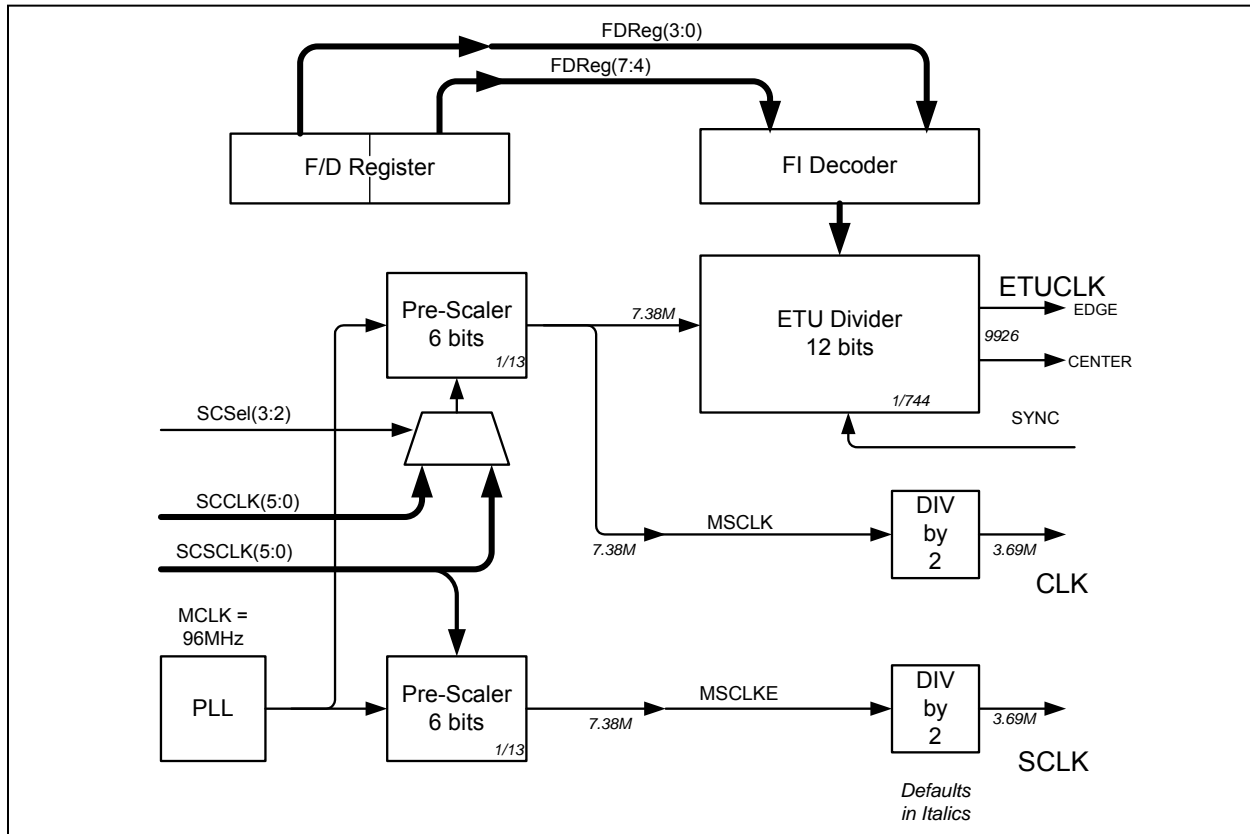 FDReg(3:0)
FDReg(7:4)
F/D Register
FI Decoder
Pre-Scaler
6 bits
1/13
7.38M
ETU Divider
12 bits
1/744
ETUCLK
EDGE
9926
CENTER
SYNC
SCSel(3:2)
SCCLK(5:0)
SCSCLK(5:0)
7.38M
MSCLK
DIV
by
2
3.69M
CLK
MCLK =
96MHz
PLL
Pre-Scaler
6 bits
1/13
7.38M
MSCLKE
DIV
by
2
3.69M
SCLK
Defaults
in Italics